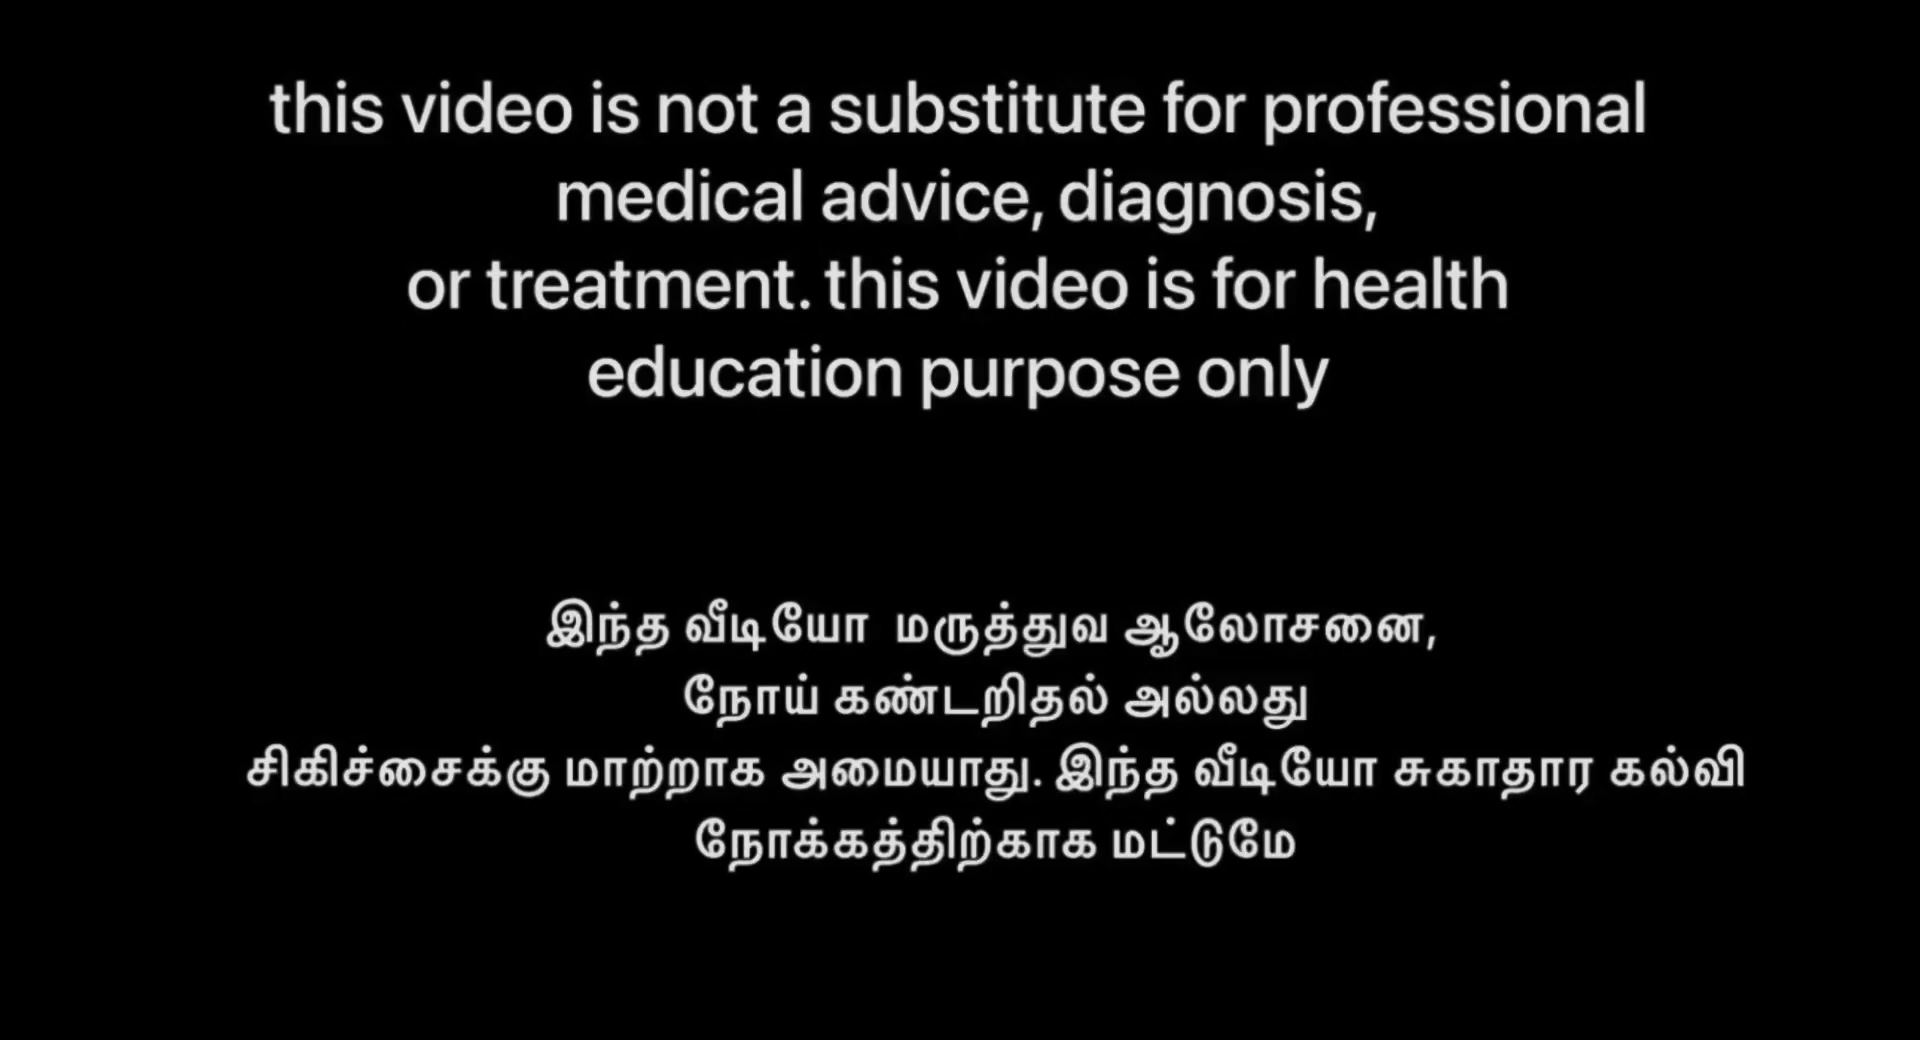 this video is not a substitute for professional
medical advice, diagnosis,
or treatment. this video is for health
education purpose only
இந்த வீடியோ மருத்துவ ஆலோசனை,
நோய் கண்டறிதல் அல்லது
சிகிச்சைக்கு மாற்றாக அமையாது. இந்த வீடியோ சுகாதார கல்வி
நோக்கத்திற்காக மட்டுமே